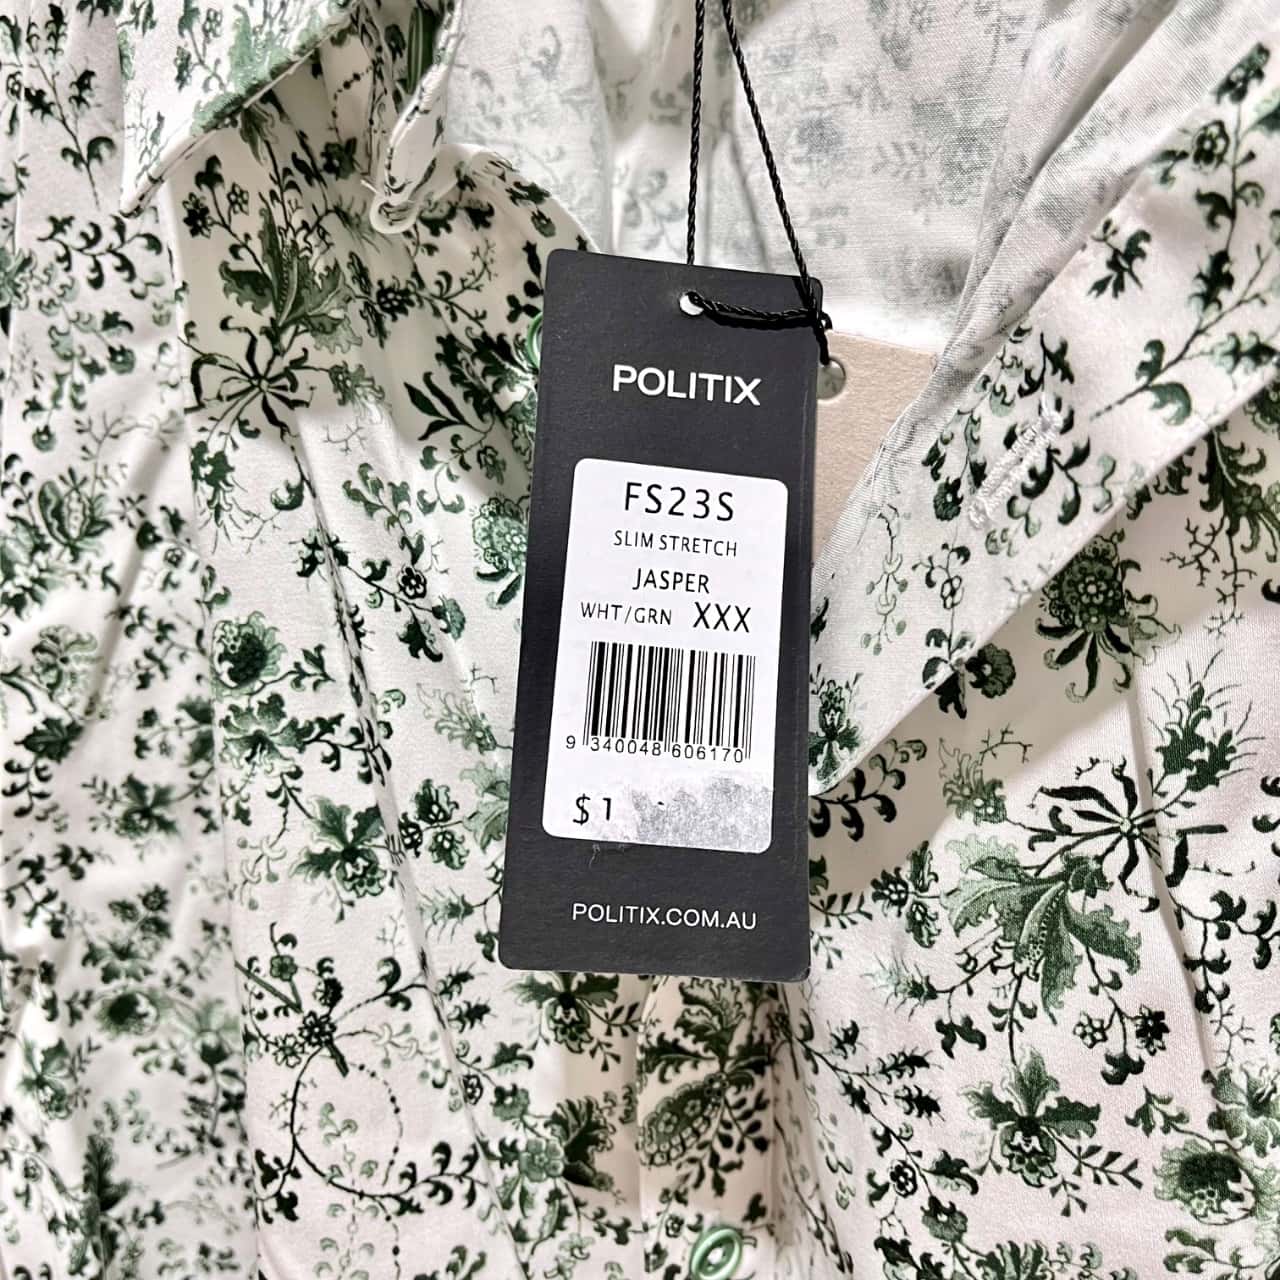 POLITIX
FS23S
SLIM STRETCH
JASPER
WHT/GRN XXX
9 340048 606170
$1
POLITIX.COM.AU